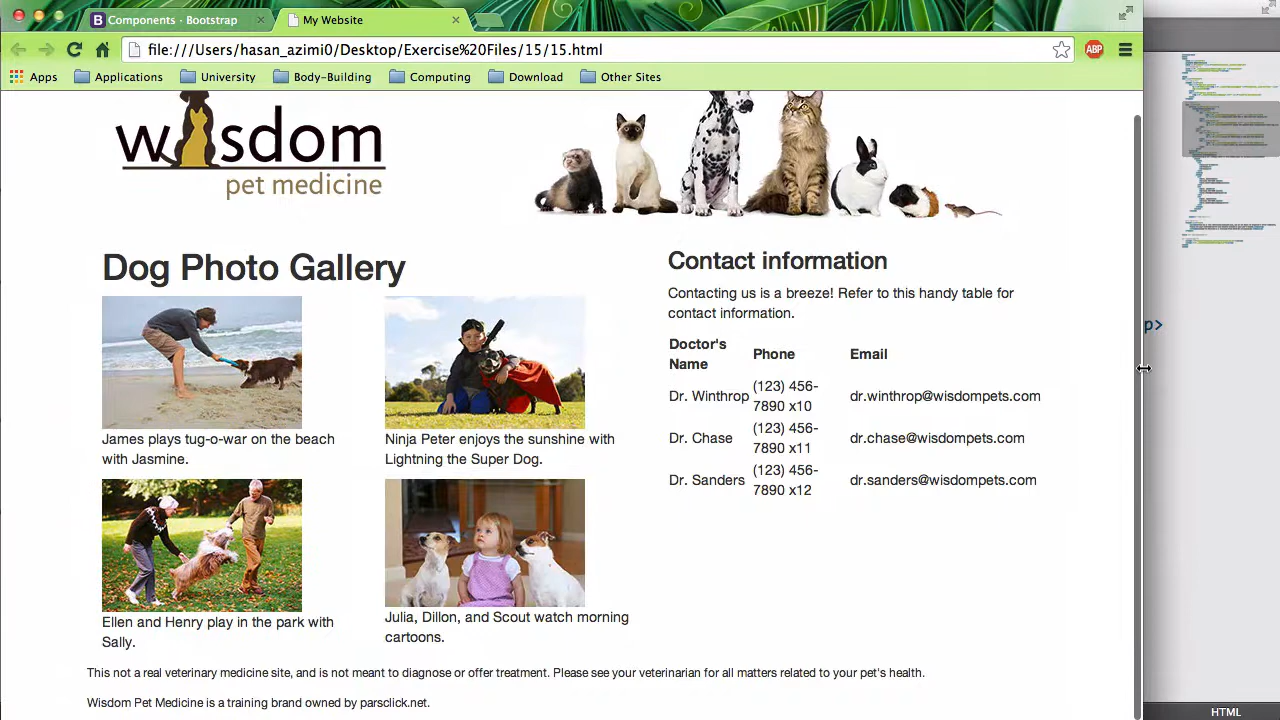 Components · Bootstrap
My Website
file:///Users/hasan_azimi0/Desktop/Exercise%20Files/15/15.html
ABP
Apps
Applications
University
Body-Building
Computing
Download
Other Sites
wisdom
pet medicine
Dog Photo Gallery
James plays tug-o-war on the beach
with Jasmine.
Ninja Peter enjoys the sunshine with
Lightning the Super Dog.
Ellen and Henry play in the park with
Sally.
Julia, Dillon, and Scout watch morning
cartoons.
Contact information
Contacting us is a breeze! Refer to this handy table for
contact information.
Doctor's
Name
Phone
Email
Dr. Winthrop
(123) 456-
7890 x10
dr.winthrop@wisdompets.com
Dr. Chase
(123) 456-
7890 x11
dr.chase@wisdompets.com
Dr. Sanders
(123) 456-
7890 x12
dr.sanders@wisdompets.com
This not a real veterinary medicine site, and is not meant to diagnose or offer treatment. Please see your veterinarian for all matters related to your pet's health.
Wisdom Pet Medicine is a training brand owned by parsclick.net.
p>
HTML